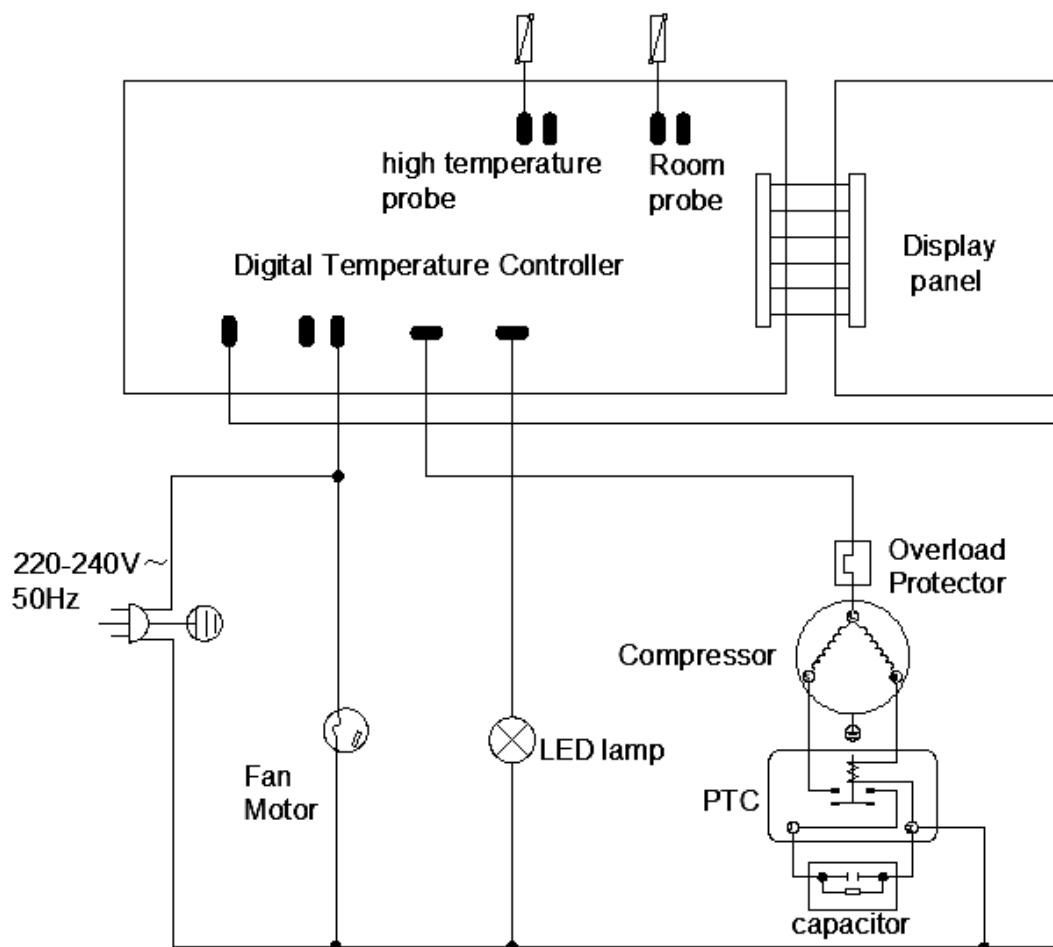 high temperature
probe
Room
probe
Digital Temperature Controller
Display
panel
220-240V~
50Hz
Overload
Protector
Compressor
Fan
Motor
LED lamp
PTC
capacitor